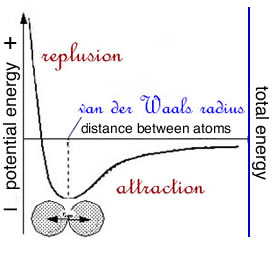 replusion
van der Waals radius
distance between atoms
attraction
— potential energy +
total energy